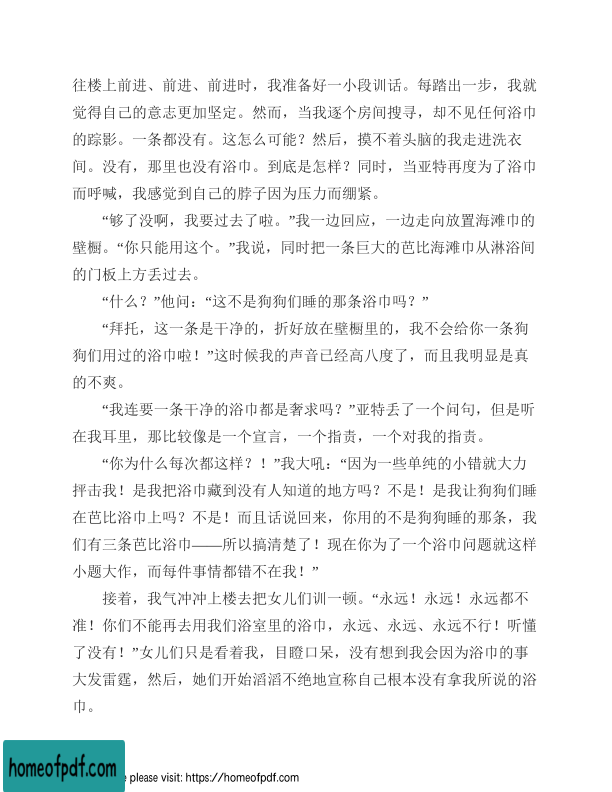 往楼上前进、前进、前进时，我准备好一小段训话。每踏出一步，我就
觉得自己的意志更加坚定。然而，当我逐个房间搜寻，却不见任何浴巾
的踪影。一条都没有。这怎么可能？然后，摸不着头脑的我走进洗衣
间。没有，那里也没有浴巾。到底是怎样？同时，当亚特再度为了浴巾
而呼喊，我感觉到自己的脖子因为压力而绷紧。
“够了没啊，我要过去了啦。”我一边回应，一边走向放置海滩巾的
壁橱。“你只能用这个。”我说，同时把一条巨大的芭比海滩巾从淋浴间
的门板上方丢过去。
“什么？”他问：“这不是狗狗们睡的那条浴巾吗？”
“拜托，这一条是干净的，折好放在壁橱里的，我不会给你一条狗
狗们用过的浴巾啦！”这时候我的声音已经高八度了，而且我明显是真
的不爽。
“我连要一条干净的浴巾都是奢求吗？”亚特丢了一个问句，但是听
在我耳里，那比较像是一个宣言，一个指责，一个对我的指责。
“你为什么每次都这样？！”我大吼：“因为一些单纯的小错就大力
抨击我！是我把浴巾藏到没有人知道的地方吗？不是！是我让狗狗们睡
在芭比浴巾上吗？不是！而且话说回来，你用的不是狗狗睡的那条，我
们有三条芭比浴巾——所以搞清楚了！现在你为了一个浴巾问题就这样
小题大作，而每件事情都错不在我！”
接着，我气冲冲上楼去把女儿们训一顿。“永远！永远！永远都不
准！你们不能再去用我们浴室里的浴巾，永远、永远、永远不行！听懂
了没有！”女儿们只是看着我，目瞪口呆，没有想到我会因为浴巾的事
大发雷霆，然后，她们开始滔滔不绝地宣称自己根本没有拿我所说的浴
巾。
homeofpdf.com
e please visit: https://homeofpdf.com